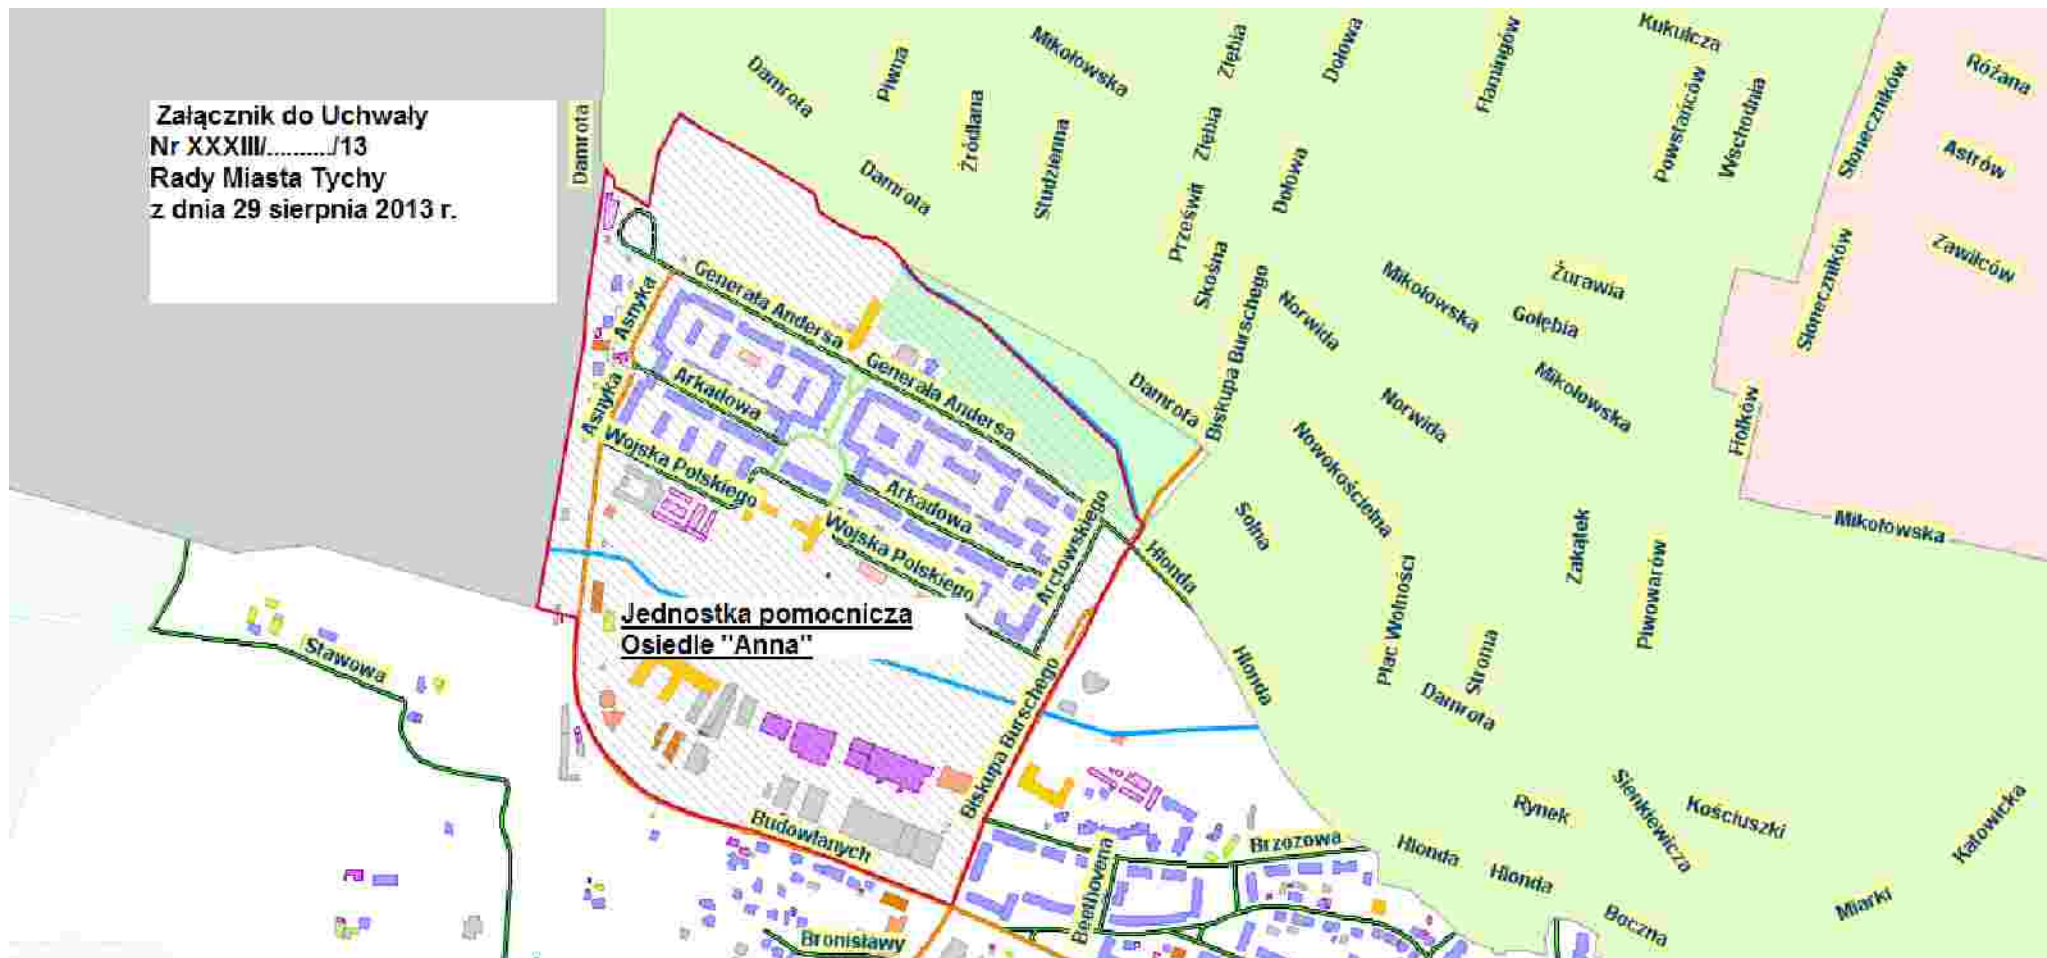 Załącznik do Uchwały
Nr XXXIII/........../13
Rady Miasta Tychy
z dnia 29 sierpnia 2013 r.
Damrota
Damrota
Piwna
Mikołowska
Źródlana
Studzienna
Damrota
Złębia
Dołowa
Flamingów
Kukulcza
Powstańców
Wschodnia
Słoneczników
Różana
Astrów
Złębia
Dołowa
Prześwit
Skośna
Biskupa Burschego
Norwida
Mikołowska
Żurawia
Gołębia
Słoneczników
Zawilców
Generała Andersa
Asnyka
Generała Andersa
Arkadowa
Asnyka
Wojska Polskiego
Damrota
Norwida
Mikołowska
Fiołków
Nowokościelna
Arkadowa
Wojska Polskiego
Arctowskiego
Hlonda
Solna
Zakątek
Mikołowska
Piwowarów
Plac Wolności
Jednostka pomocnicza
Osiedle "Anna"
Stawowa
Hlonda
Stroma
Damrota
Biskupa Burschego
Budowlanych
Beethovena
Brzozowa
Hlonda
Hlonda
Rynek
Sienkiewicza
Kościuszki
Katowicka
Miarki
Boczna
Bronisławy